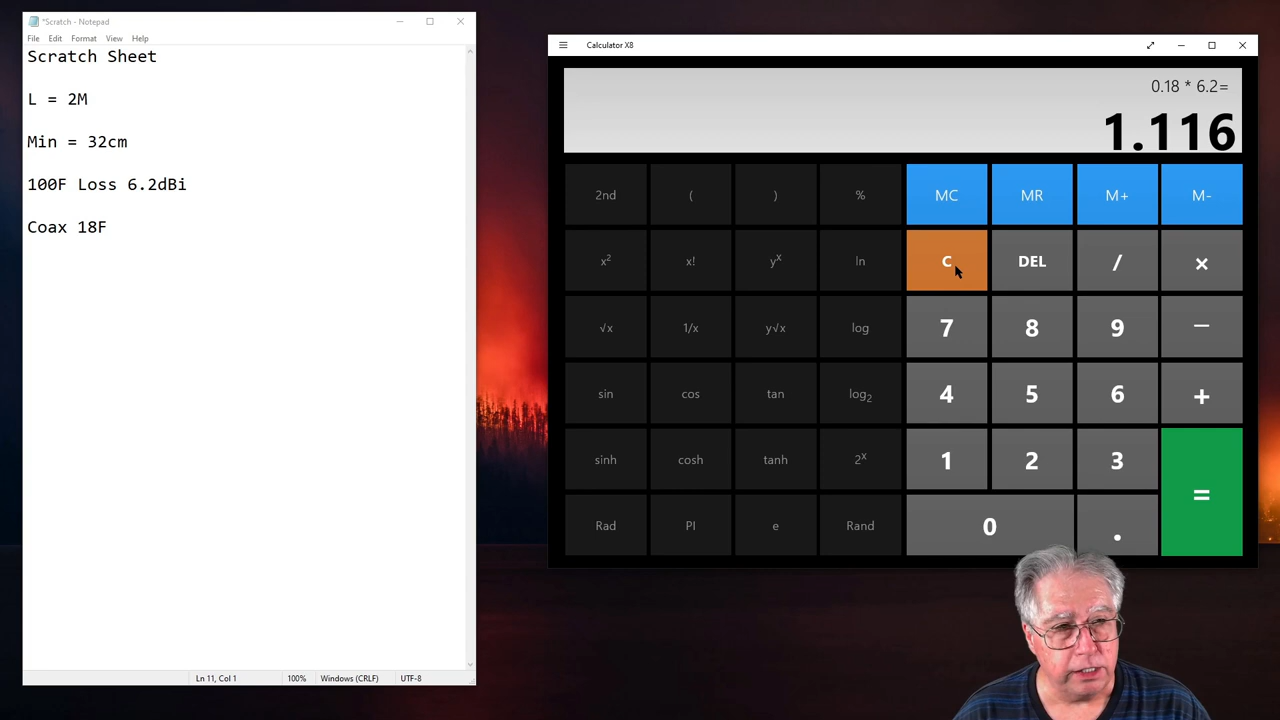 *Scratch - Notepad
File Edit Format View Help
Scratch Sheet
L = 2M
Min = 32cm
100F Loss 6.2dBi
Coax 18F
Ln 11, Col 1 100% Windows (CRLF) UTF-8
Calculator X8
0.18 * 6.2=
1.116
2nd ( ) % MC MR M+ M-
x² x! yˣ ln C DEL / ×
√x 1/x y√x log 7 8 9 −
sin cos tan log₂ 4 5 6 +
sinh cosh tanh 2ˣ 1 2 3 =
Rad PI e Rand 0 .